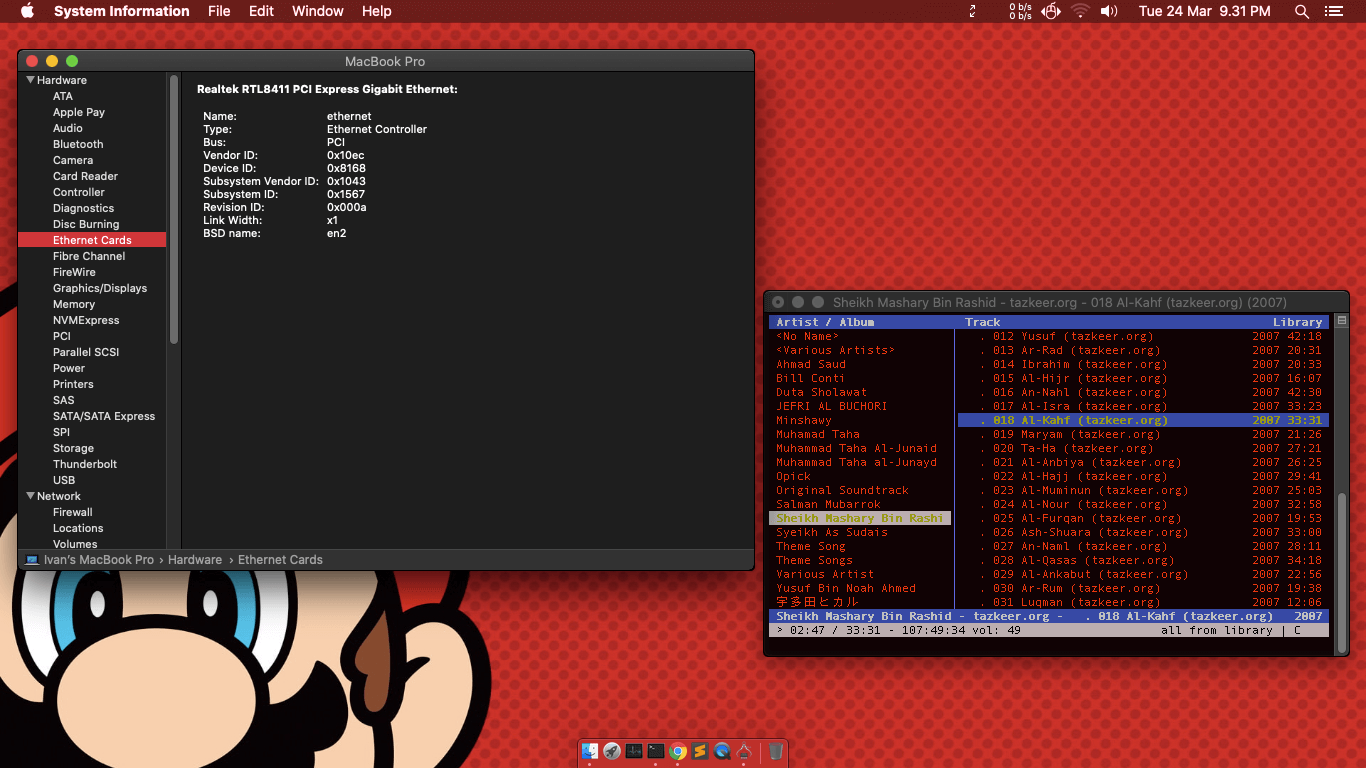 System Information File Edit Window Help 0 b/s 0 b/s Tue 24 Mar 9.31 PM
MacBook Pro
Hardware
ATA
Apple Pay
Audio
Bluetooth
Camera
Card Reader
Controller
Diagnostics
Disc Burning
Ethernet Cards
Fibre Channel
FireWire
Graphics/Displays
Memory
NVMExpress
PCI
Parallel SCSI
Power
Printers
SAS
SATA/SATA Express
SPI
Storage
Thunderbolt
USB
Network
Firewall
Locations
Volumes
Realtek RTL8411 PCI Express Gigabit Ethernet:
Name: ethernet
Type: Ethernet Controller
Bus: PCI
Vendor ID: 0x10ec
Device ID: 0x8168
Subsystem Vendor ID: 0x1043
Subsystem ID: 0x1567
Revision ID: 0x000a
Link Width: x1
BSD name: en2
Ivan's MacBook Pro › Hardware › Ethernet Cards
Sheikh Mashary Bin Rashid - tazkeer.org - 018 Al-Kahf (tazkeer.org) (2007)
Artist / Album Track Library
<No Name> . 012 Yusuf (tazkeer.org) 2007 42:18
<Various Artists> . 013 Ar-Rad (tazkeer.org) 2007 20:31
Ahmad Saud . 014 Ibrahim (tazkeer.org) 2007 20:33
Bill Conti . 015 Al-Hijr (tazkeer.org) 2007 16:07
Duta Sholawat . 016 An-Nahl (tazkeer.org) 2007 42:30
JEFRI AL BUCHORI . 017 Al-Isra (tazkeer.org) 2007 33:23
Minshawy . 018 Al-Kahf (tazkeer.org) 2007 33:31
Muhamad Taha . 019 Maryam (tazkeer.org) 2007 21:26
Muhammad Taha Al-Junaid . 020 Ta-Ha (tazkeer.org) 2007 27:21
Muhammad Taha al-Junayd . 021 Al-Anbiya (tazkeer.org) 2007 26:25
Opick . 022 Al-Hajj (tazkeer.org) 2007 29:41
Original Soundtrack . 023 Al-Muminun (tazkeer.org) 2007 25:03
Salman Mubarrok . 024 Al-Nour (tazkeer.org) 2007 32:58
Sheikh Mashary Bin Rashi . 025 Al-Furqan (tazkeer.org) 2007 19:53
Syeikh As Sudais . 026 Ash-Shuara (tazkeer.org) 2007 33:00
Theme Song . 027 An-Naml (tazkeer.org) 2007 28:11
Theme Songs . 028 Al-Qasas (tazkeer.org) 2007 34:18
Various Artist . 029 Al-Ankabut (tazkeer.org) 2007 22:56
Yusuf Bin Noah Ahmed . 030 Ar-Rum (tazkeer.org) 2007 19:38
宇多田ヒカル . 031 Luqman (tazkeer.org) 2007 12:06
Sheikh Mashary Bin Rashid - tazkeer.org - . 018 Al-Kahf (tazkeer.org) 2007
> 02:47 / 33:31 - 107:49:34 vol: 49 all from library | C